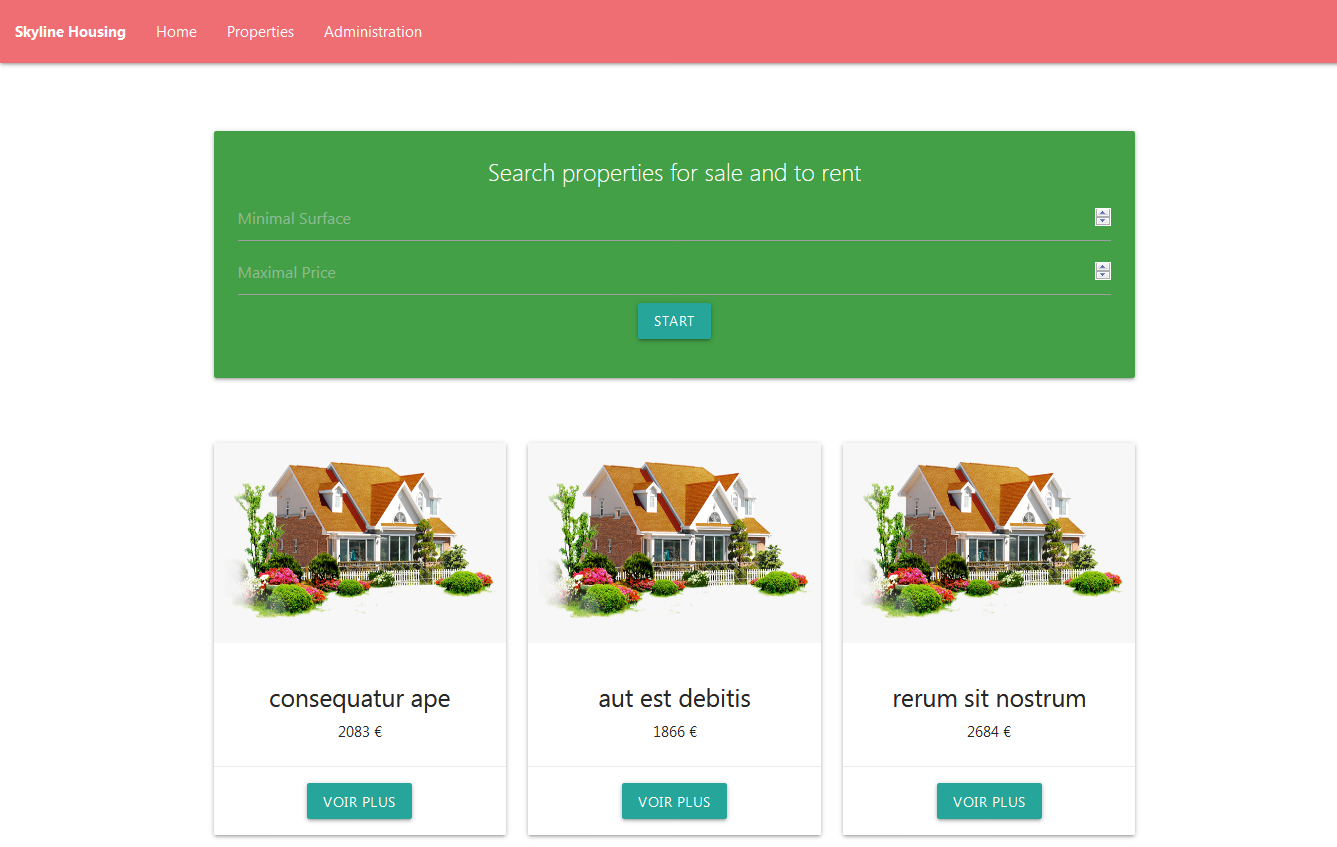 Skyline Housing Home Properties Administration
Search properties for sale and to rent
Minimal Surface
Maximal Price
START
consequatur ape
2083 €
VOIR PLUS
aut est debitis
1866 €
VOIR PLUS
rerum sit nostrum
2684 €
VOIR PLUS